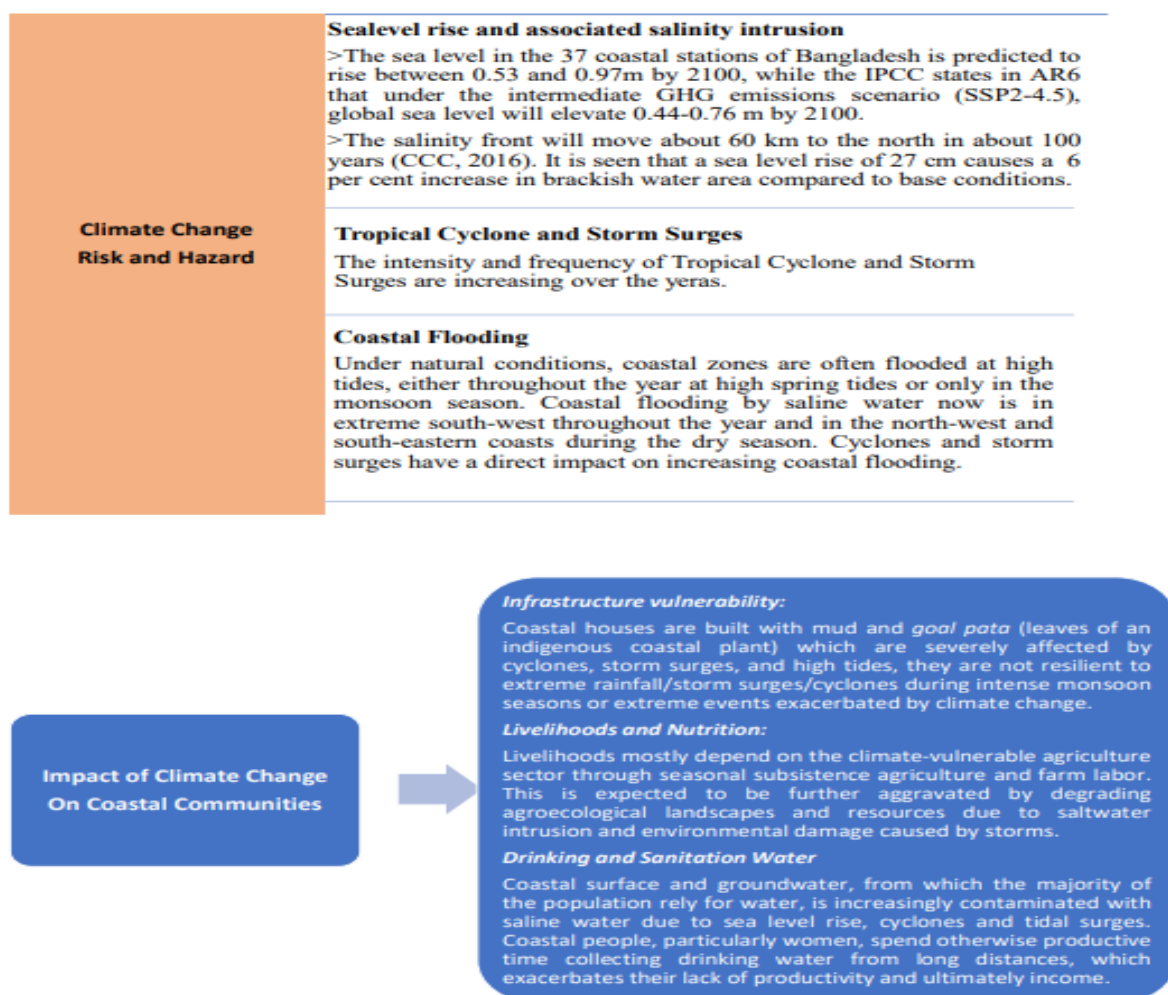 Sealevel rise and associated salinity intrusion
>The sea level in the 37 coastal stations of Bangladesh is predicted to
rise between 0.53 and 0.97m by 2100, while the IPCC states in AR6
that under the intermediate GHG emissions scenario (SSP2-4.5),
global sea level will elevate 0.44-0.76 m by 2100.
>The salinity front will move about 60 km to the north in about 100
years (CCC, 2016). It is seen that a sea level rise of 27 cm causes a 6
per cent increase in brackish water area compared to base conditions.
Climate Change
Risk and Hazard
Tropical Cyclone and Storm Surges
The intensity and frequency of Tropical Cyclone and Storm
Surges are increasing over the yeras.
Coastal Flooding
Under natural conditions, coastal zones are often flooded at high
tides, either throughout the year at high spring tides or only in the
monsoon season. Coastal flooding by saline water now is in
extreme south-west throughout the year and in the north-west and
south-eastern coasts during the dry season. Cyclones and storm
surges have a direct impact on increasing coastal flooding.
Impact of Climate Change
On Coastal Communities
Infrastructure vulnerability:
Coastal houses are built with mud and goal pata (leaves of an
indigenous coastal plant) which are severely affected by
cyclones, storm surges, and high tides, they are not resilient to
extreme rainfall/storm surges/cyclones during intense monsoon
seasons or extreme events exacerbated by climate change.
Livelihoods and Nutrition:
Livelihoods mostly depend on the climate-vulnerable agriculture
sector through seasonal subsistence agriculture and farm labor.
This is expected to be further aggravated by degrading
agroecological landscapes and resources due to saltwater
intrusion and environmental damage caused by storms.
Drinking and Sanitation Water
Coastal surface and groundwater, from which the majority of
the population rely for water, is increasingly contaminated with
saline water due to sea level rise, cyclones and tidal surges.
Coastal people, particularly women, spend otherwise productive
time collecting drinking water from long distances, which
exacerbates their lack of productivity and ultimately income.